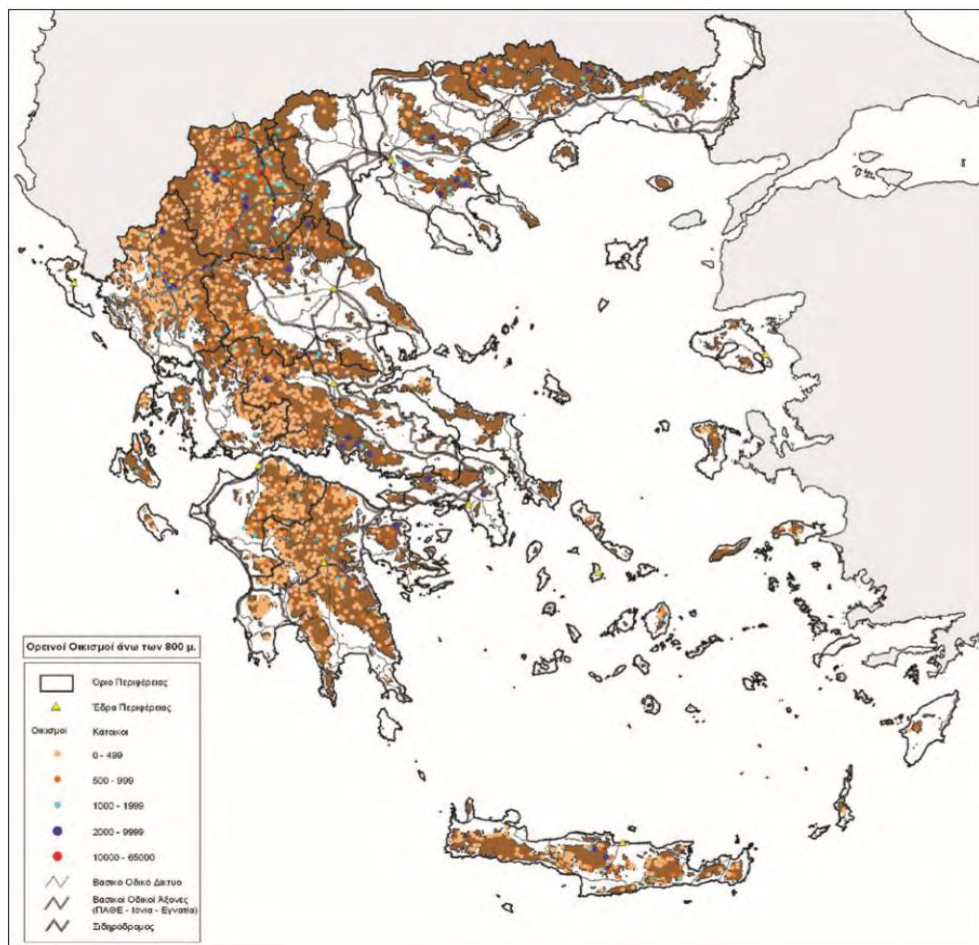 Ορεινοί Οικισμοί άνω των 800 μ.
Όριο Περιφέρειας
Έδρα Περιφέρειας
Οικισμοί Κάτοικοι
0 - 499
500 - 999
1000 - 1999
2000 - 9999
10000 - 65000
Βασικό Οδικό Δίκτυο
Βασικοί Οδικοί Άξονες
(ΠΑΘΕ - Ιονια - Εγνατία)
Σιδηρόδρομος